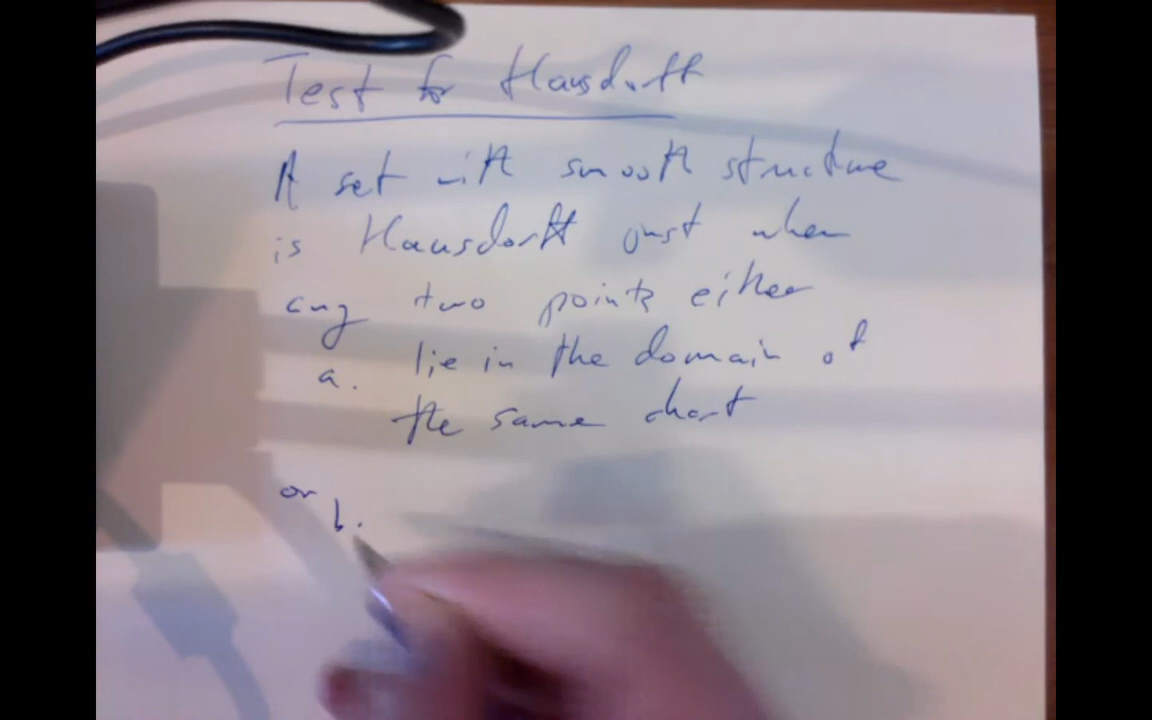 Test for Hausdorff
A set with smooth structure
is Hausdorff just when
any two points either
a. lie in the domain of
the same chart
or b.